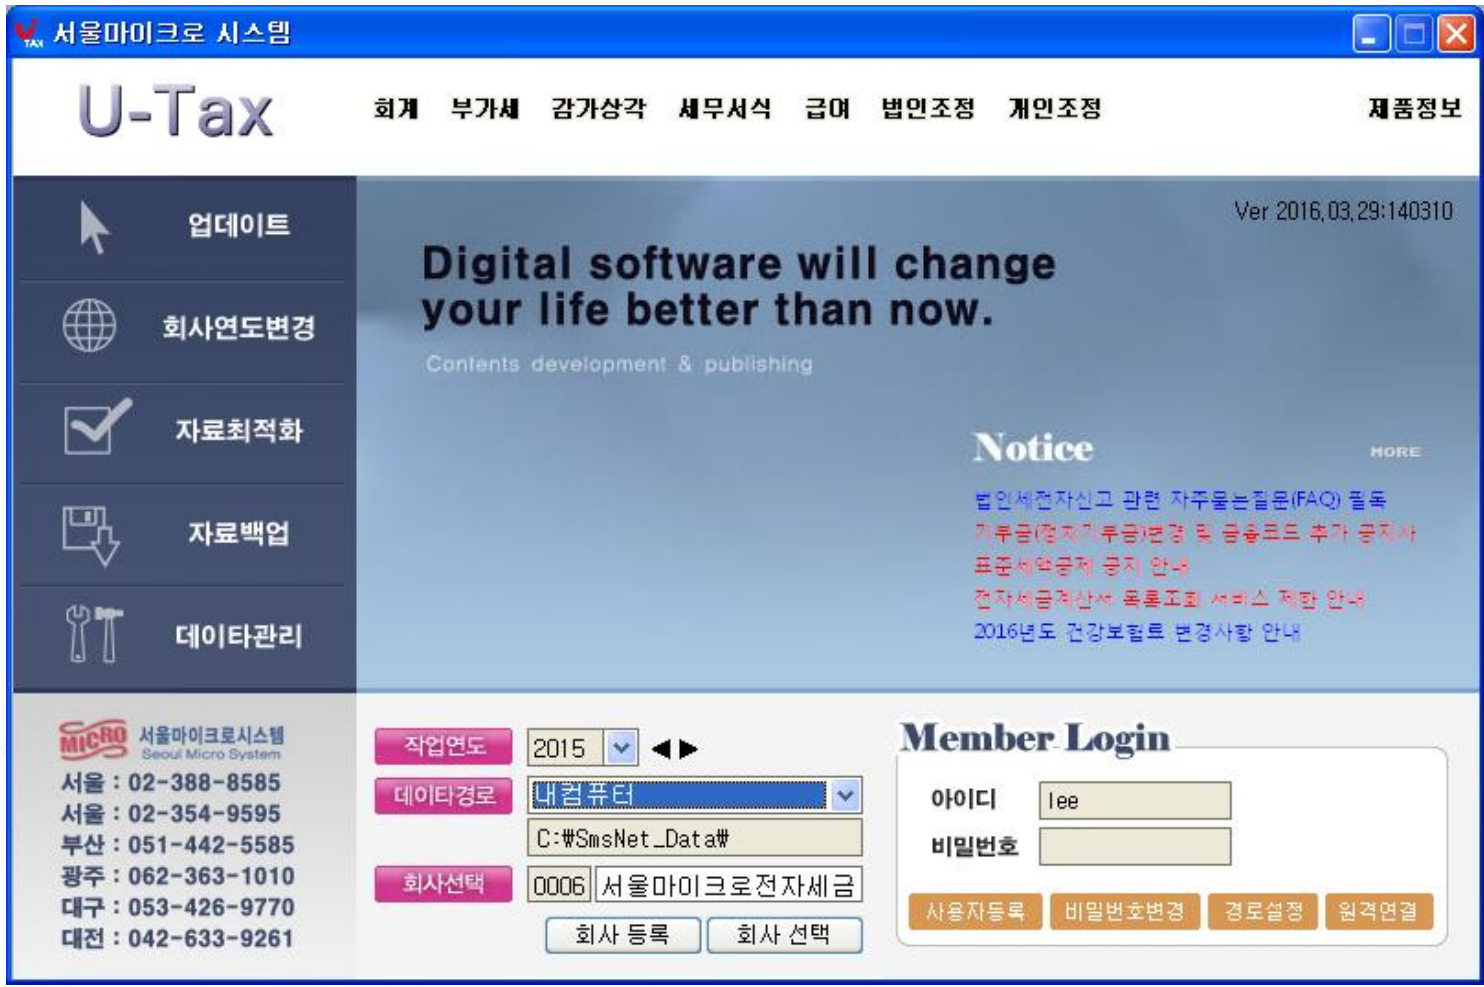 TAX 서울마이크로 시스템
U-Tax
회계 부가세 감가상각 세무서식 급여 법인조정 개인조정 제품정보
업데이트
회사연도변경
자료최적화
자료백업
데이타관리
Ver 2016,03,29:140310
Digital software will change
your life better than now.
Contents development & publishing
Notice MORE
법인세전자신고 관련 자주묻는질문(FAQ) 필독
기부금(정치기부금)변경 및 금융코드 추가 공지사
표준세액공제 공지 안내
전자세금계산서 목록조회 서비스 제한 안내
2016년도 건강보험료 변경사항 안내
MICRO 서울마이크로시스템
Seoul Micro System
서울 : 02-388-8585
서울 : 02-354-9595
부산 : 051-442-5585
광주 : 062-363-1010
대구 : 053-426-9770
대전 : 042-633-9261
작업연도 2015
데이타경로 내컴퓨터
C:₩SmsNet_Data₩
회사선택 0006 서울마이크로전자세금
회사 등록 회사 선택
Member Login
아이디 lee
비밀번호
사용자등록 비밀번호변경 경로설정 원격연결